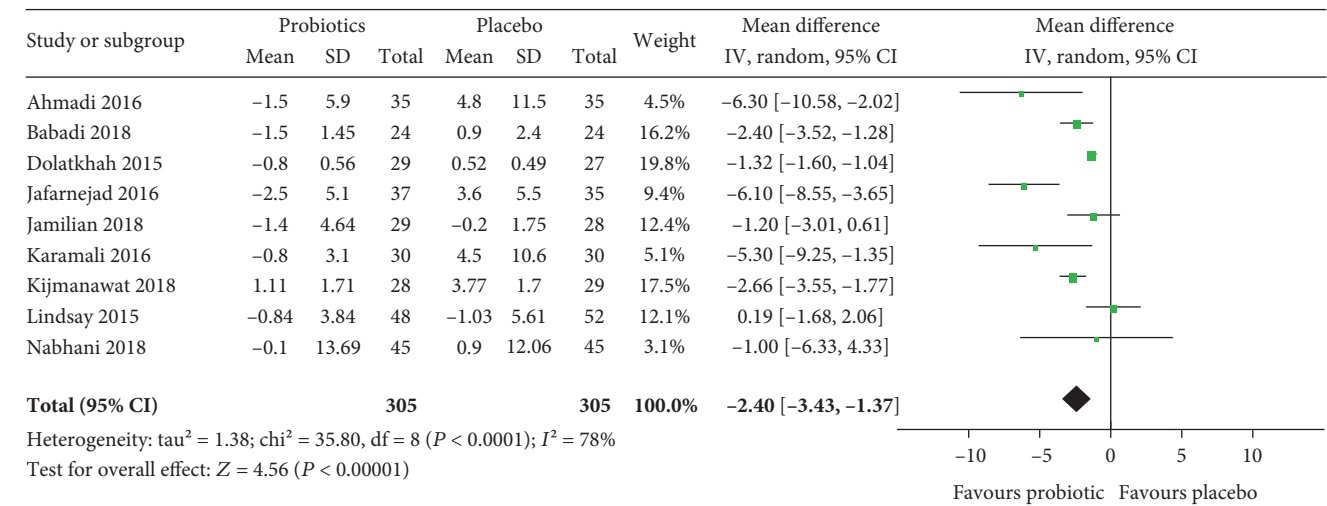 Study or subgroup Probiotics Placebo Weight Mean difference Mean difference
Mean SD Total Mean SD Total IV, random, 95% CI IV, random, 95% CI
Ahmadi 2016 –1.5 5.9 35 4.8 11.5 35 4.5% –6.30 [–10.58, –2.02]
Babadi 2018 –1.5 1.45 24 0.9 2.4 24 16.2% –2.40 [–3.52, –1.28]
Dolatkhah 2015 –0.8 0.56 29 0.52 0.49 27 19.8% –1.32 [–1.60, –1.04]
Jafarnejad 2016 –2.5 5.1 37 3.6 5.5 35 9.4% –6.10 [–8.55, –3.65]
Jamilian 2018 –1.4 4.64 29 –0.2 1.75 28 12.4% –1.20 [–3.01, 0.61]
Karamali 2016 –0.8 3.1 30 4.5 10.6 30 5.1% –5.30 [–9.25, –1.35]
Kijmanawat 2018 1.11 1.71 28 3.77 1.7 29 17.5% –2.66 [–3.55, –1.77]
Lindsay 2015 –0.84 3.84 48 –1.03 5.61 52 12.1% 0.19 [–1.68, 2.06]
Nabhani 2018 –0.1 13.69 45 0.9 12.06 45 3.1% –1.00 [–6.33, 4.33]
Total (95% CI) 305 305 100.0% –2.40 [–3.43, –1.37]
Heterogeneity: tau² = 1.38; chi² = 35.80, df = 8 (P < 0.0001); I² = 78%
Test for overall effect: Z = 4.56 (P < 0.00001)
–10 –5 0 5 10
Favours probiotic Favours placebo